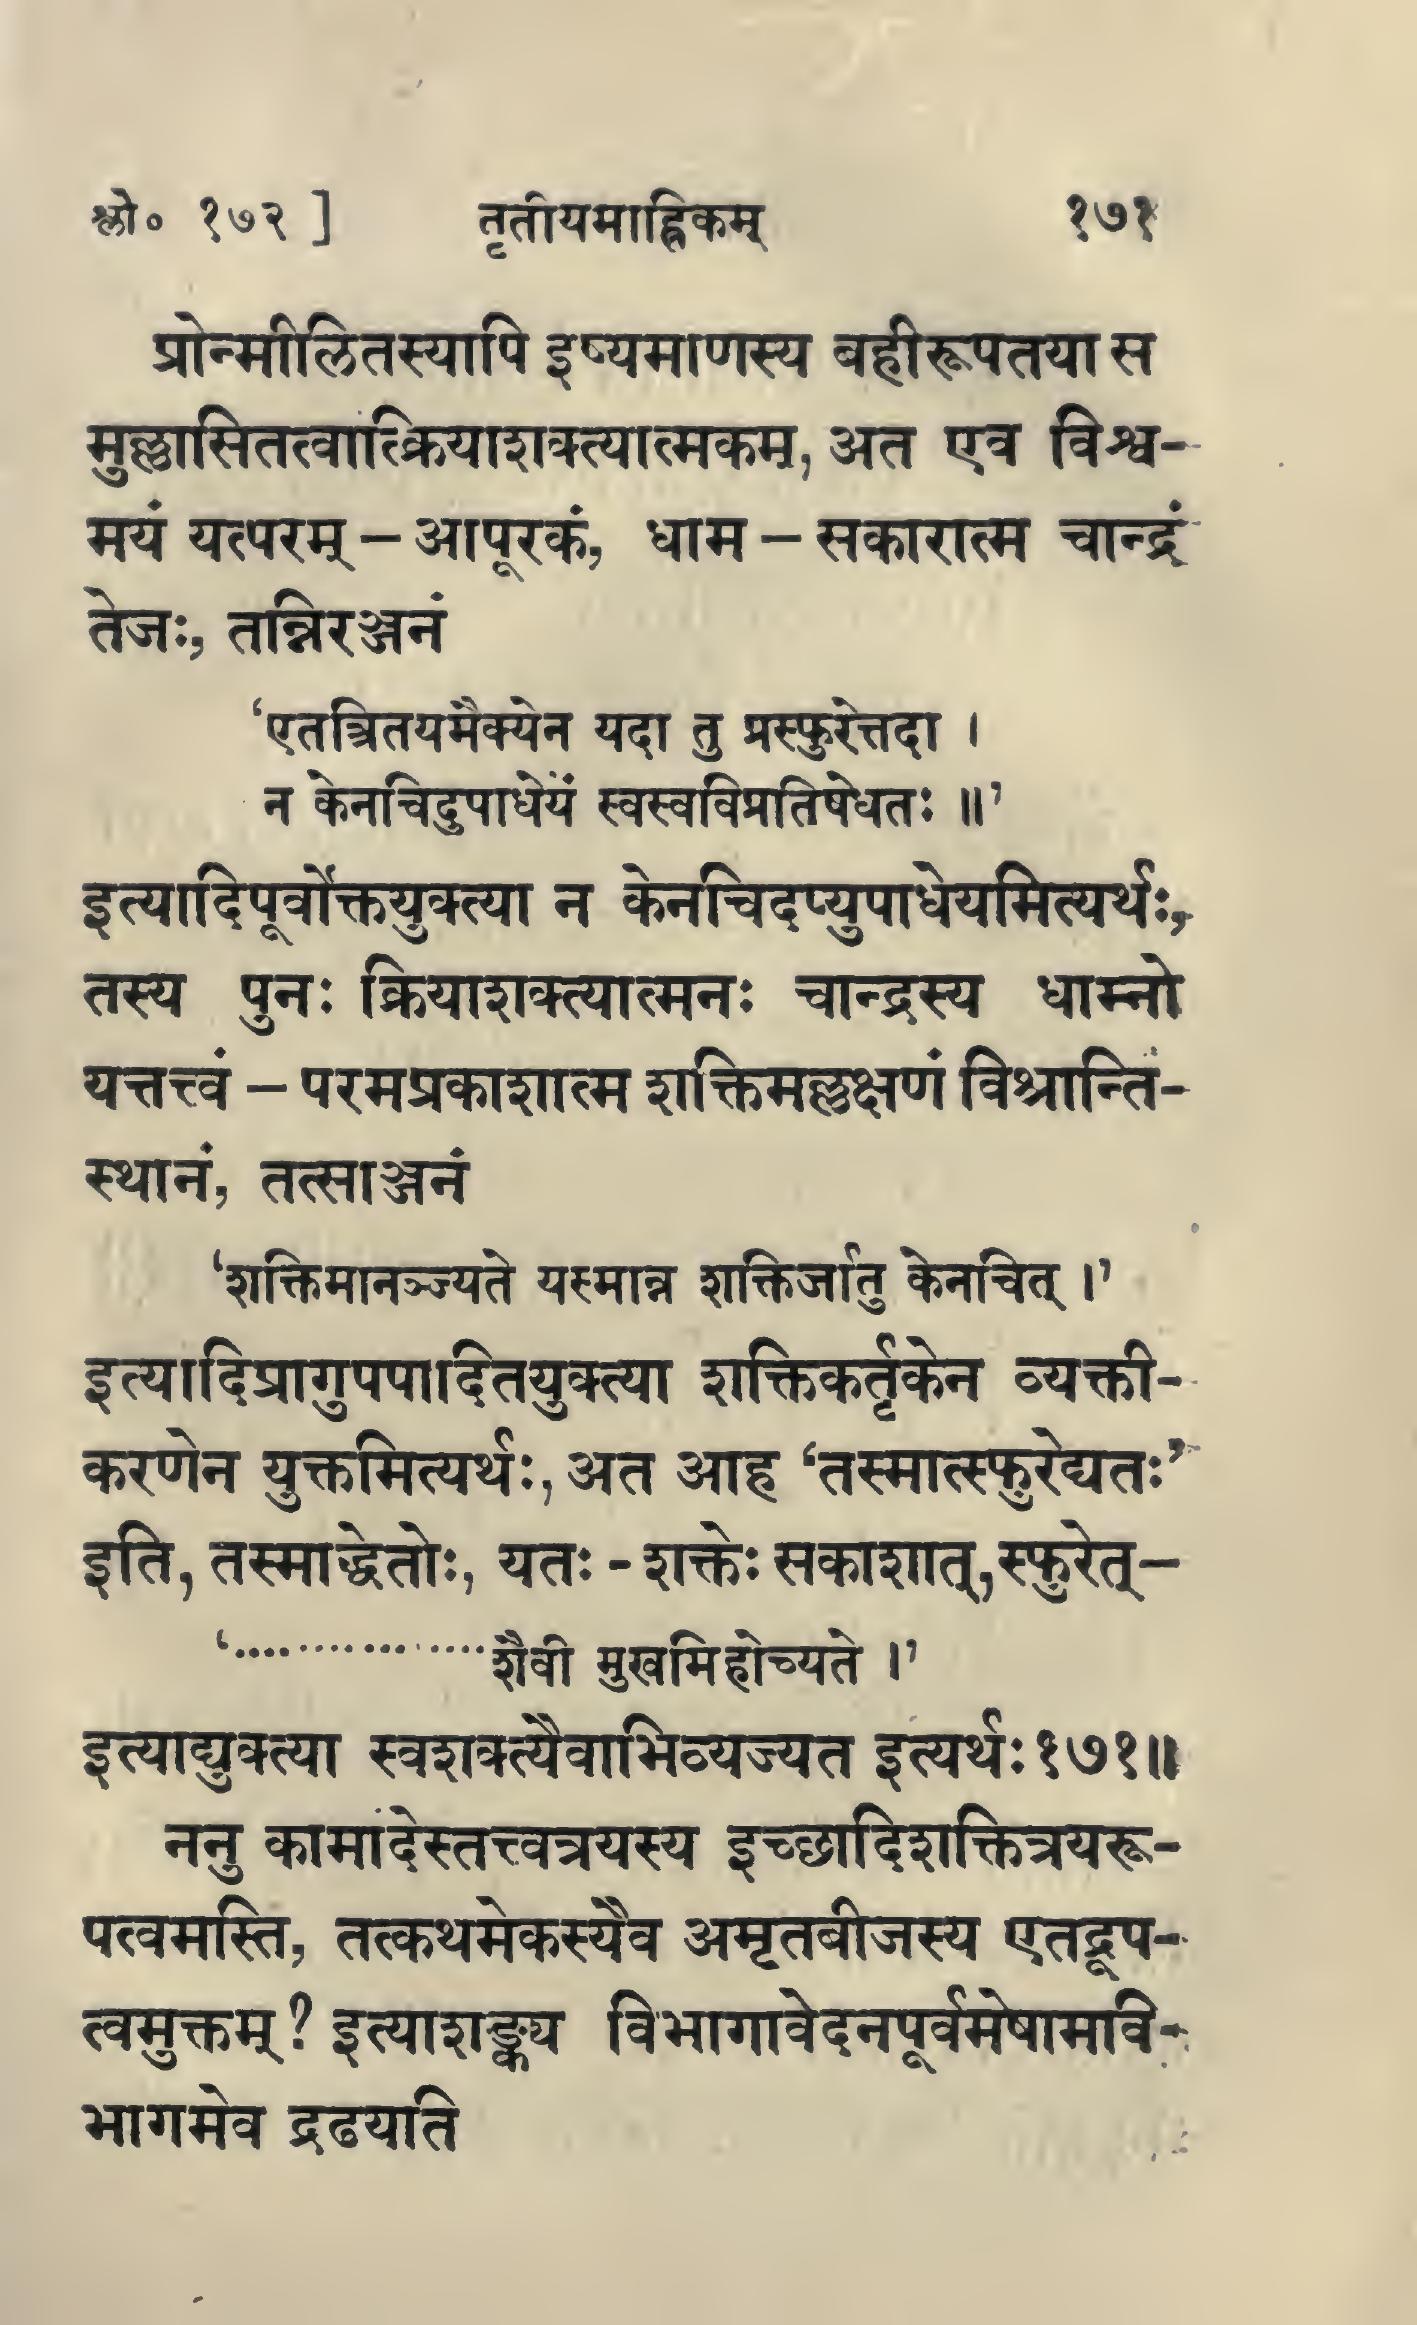 श्लो० १७२ ] तृतीयमाह्निकम् १७१
प्रोन्मीलितस्यापि इष्यमाणस्य बहीरूपतया स
मुल्लासितत्वात्क्रियाशक्त्यात्मकम्, अत एव विश्व-
मयं यत्परम् – आपूरकं, धाम – सकारात्म चान्द्रं
तेजः, तन्निरञ्जनं
‘एतत्त्रितयमैक्येन यदा तु प्रस्फुरेत्तदा ।
न केनचिदुपाधेयं स्वस्वविप्रतिषेधतः ॥’
इत्यादिपूर्वोक्तयुक्त्या न केनचिदप्युपाधेयमित्यर्थः,
तस्य पुनः क्रियाशक्त्यात्मनः चान्द्रस्य धाम्नो
यत्तत्त्वं – परमप्रकाशात्म शक्तिमल्लक्षणं विश्रान्ति-
स्थानं, तत्साञ्जनं
‘शक्तिमानञ्ज्यते यस्मान्न शक्तिर्जातु केनचित् ।’
इत्यादिप्रागुपपादितयुक्त्या शक्तिकर्तृकेन व्यक्ती-
करणेन युक्तमित्यर्थः, अत आह ‘तस्मात्स्फुरेद्यतः’
इति, तस्माद्धेतोः, यतः - शक्तेः सकाशात्, स्फुरेत् –
‘..................शैवी मुखमिहोच्यते ।’
इत्याद्युक्त्या स्वशक्त्यैवाभिव्यज्यत इत्यर्थः१७१॥
ननु कामादेस्तत्त्वत्रयस्य इच्छादिशक्तित्रयरू-
पत्वमस्ति, तत्कथमेकस्यैव अमृतबीजस्य एतद्रूप-
त्वमुक्तम्? इत्याशङ्क्य विभागावेदनपूर्वमेषामवि-
भागमेव द्रढयति